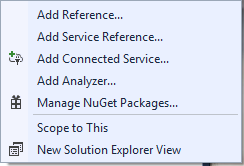 Add Reference...
Add Service Reference...
Add Connected Service...
Add Analyzer...
Manage NuGet Packages...
Scope to This
New Solution Explorer View